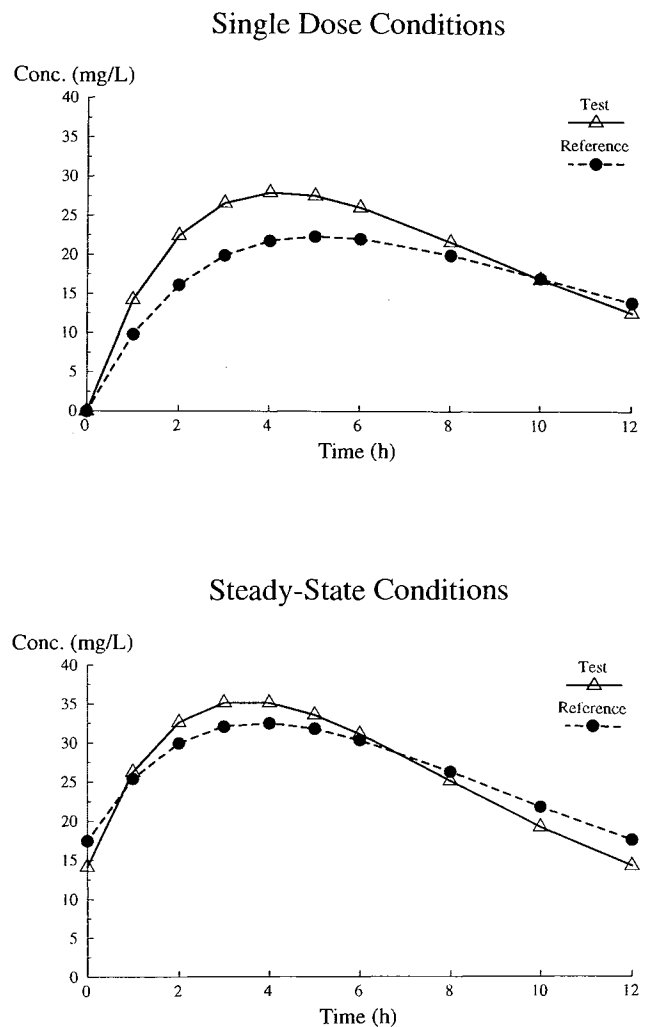 Single Dose Conditions
Conc. (mg/L)
40
35
30
25
20
15
10
5
0
0 2 4 6 8 10 12
Time (h)
Test
Reference
Steady-State Conditions
Conc. (mg/L)
40
35
30
25
20
15
10
5
0
0 2 4 6 8 10 12
Time (h)
Test
Reference